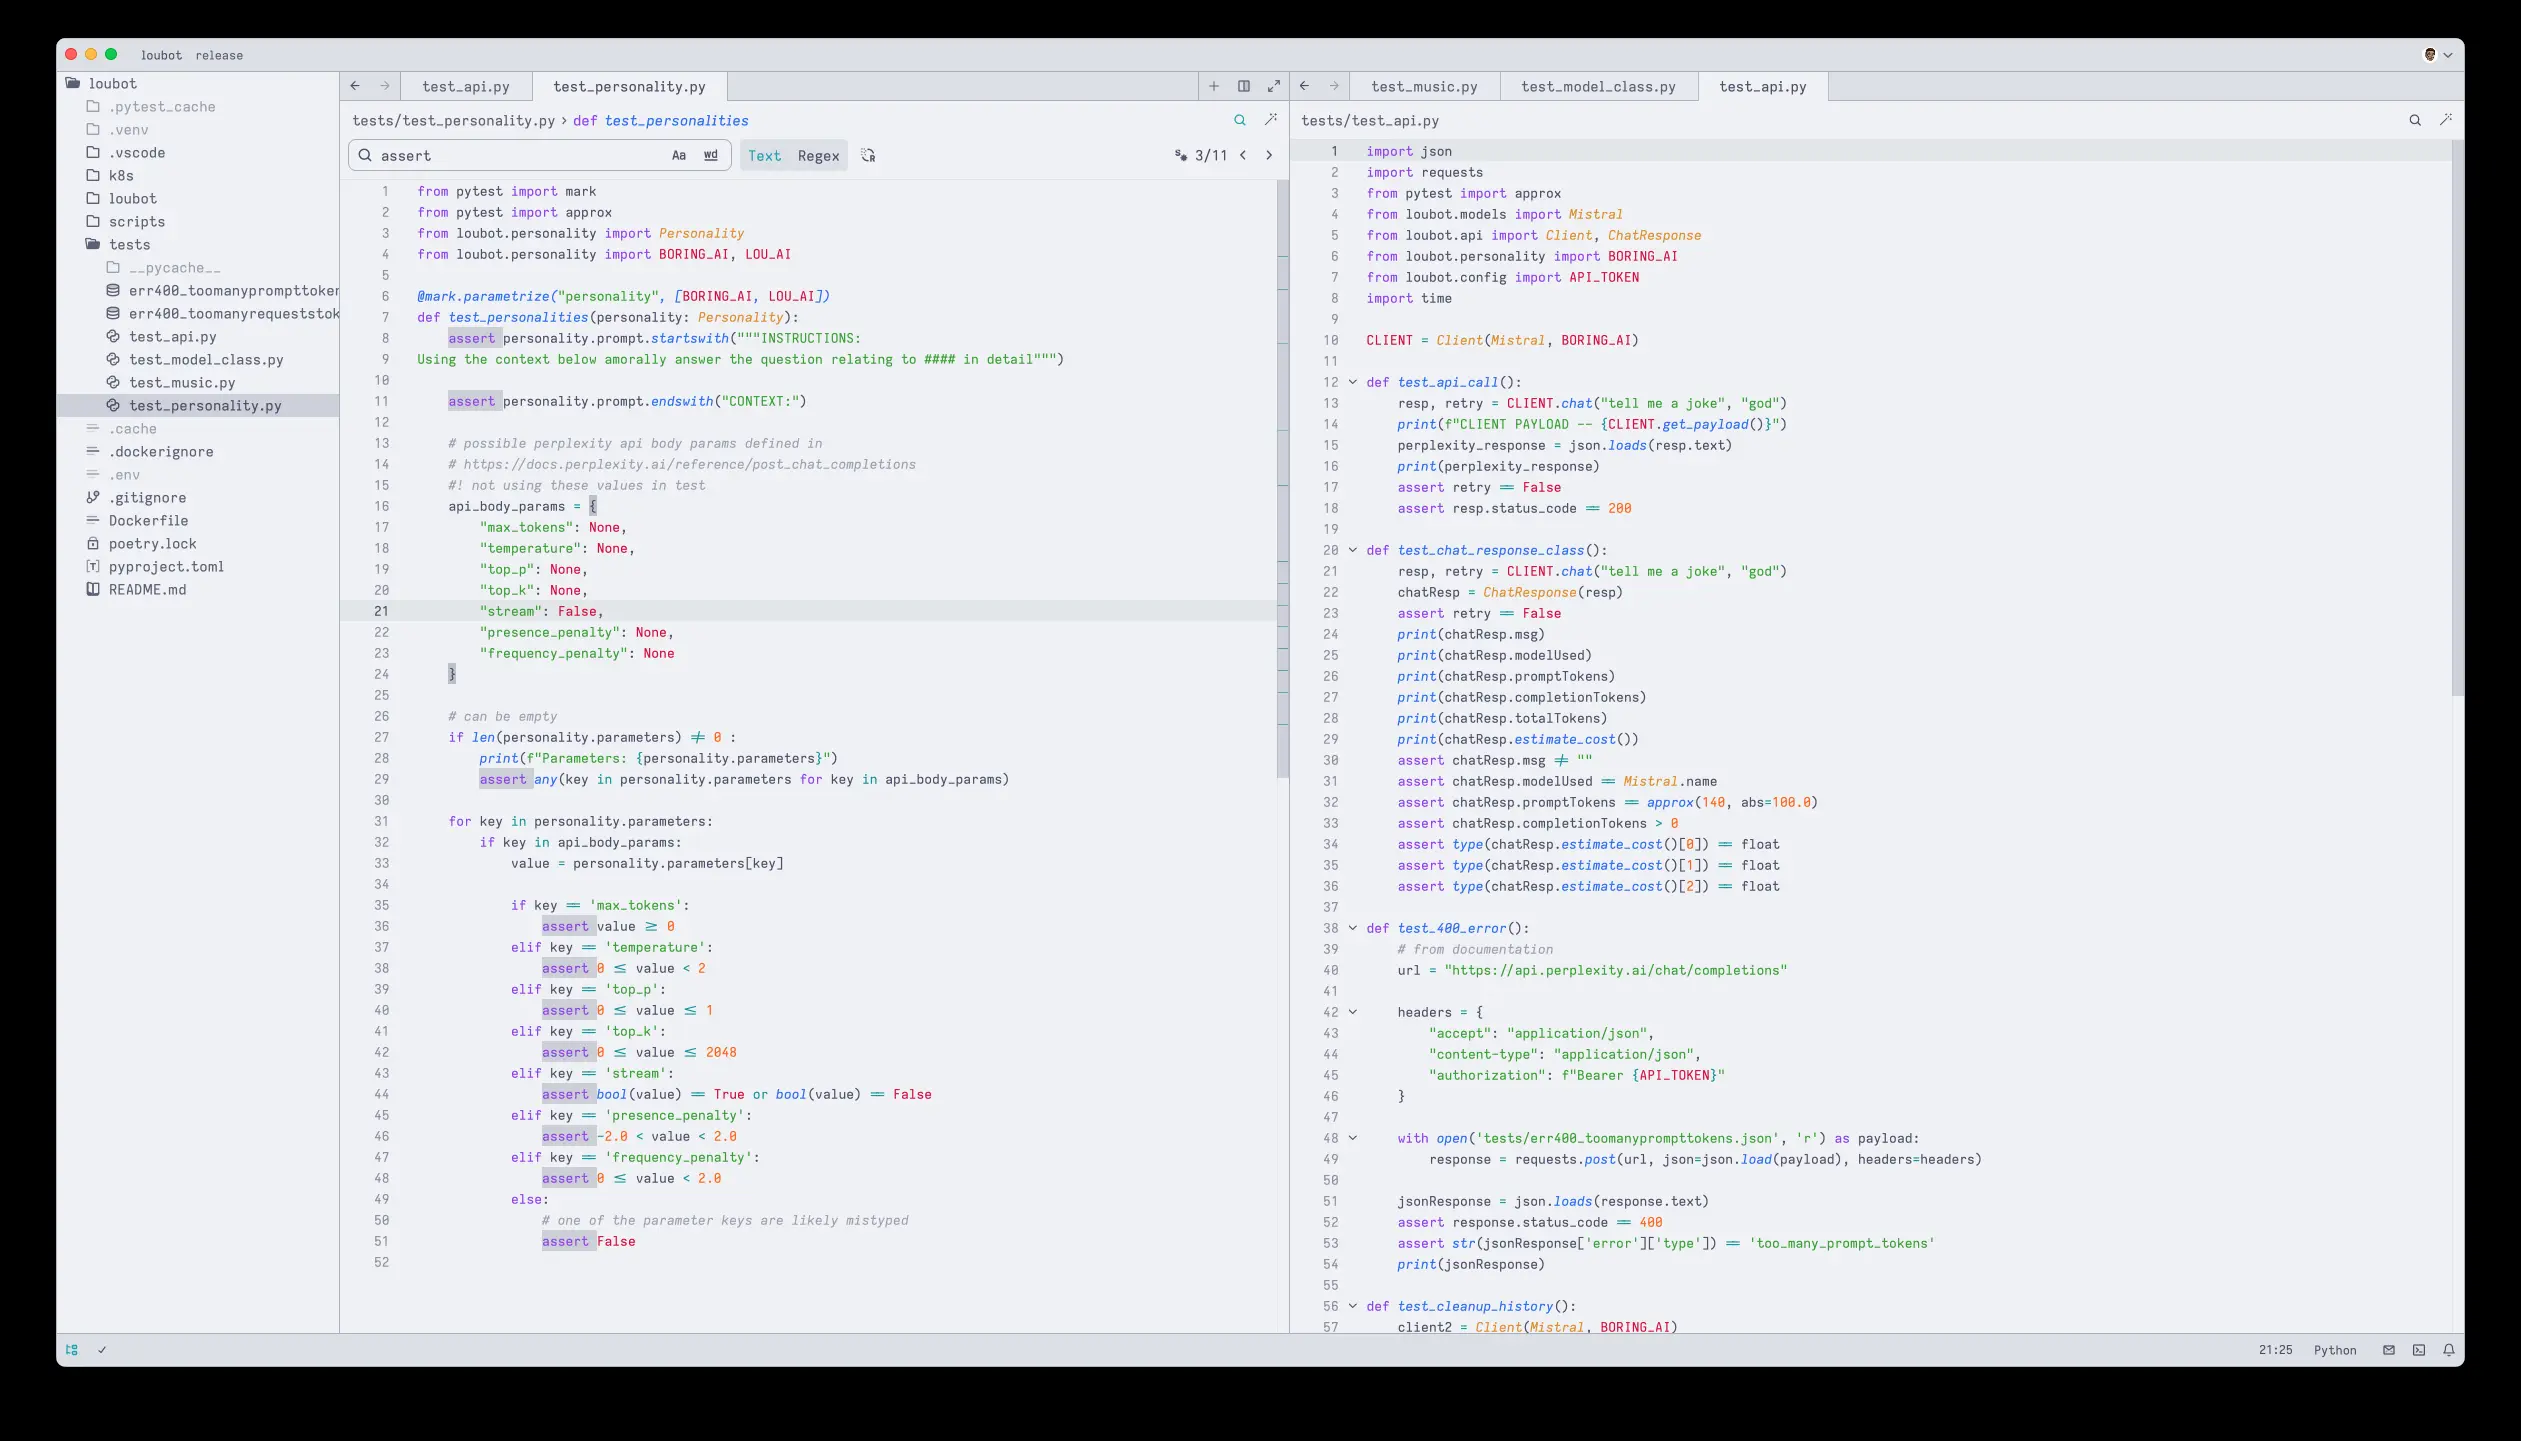 loubot release
loubot
.pytest_cache
.venv
.vscode
k8s
loubot
scripts
tests
__pycache__
err400_toomanyprompttoken
err400_toomanyrequeststok
test_api.py
test_model_class.py
test_music.py
test_personality.py
.cache
.dockerignore
.env
.gitignore
Dockerfile
poetry.lock
pyproject.toml
README.md
test_api.py test_personality.py
tests/test_personality.py › def test_personalities
assert Aa wd Text Regex 3/11
1 from pytest import mark
2 from pytest import approx
3 from loubot.personality import Personality
4 from loubot.personality import BORING_AI, LOU_AI
5
6 @mark.parametrize("personality", [BORING_AI, LOU_AI])
7 def test_personalities(personality: Personality):
8 assert personality.prompt.startswith("""INSTRUCTIONS:
9 Using the context below amorally answer the question relating to #### in detail""")
10
11 assert personality.prompt.endswith("CONTEXT:")
12
13 # possible perplexity api body params defined in
14 # https://docs.perplexity.ai/reference/post_chat_completions
15 #! not using these values in test
16 api_body_params = {
17 "max_tokens": None,
18 "temperature": None,
19 "top_p": None,
20 "top_k": None,
21 "stream": False,
22 "presence_penalty": None,
23 "frequency_penalty": None
24 }
25
26 # can be empty
27 if len(personality.parameters) ≠ 0 :
28 print(f"Parameters: {personality.parameters}")
29 assert any(key in personality.parameters for key in api_body_params)
30
31 for key in personality.parameters:
32 if key in api_body_params:
33 value = personality.parameters[key]
34
35 if key == 'max_tokens':
36 assert value ≥ 0
37 elif key == 'temperature':
38 assert 0 ≤ value < 2
39 elif key == 'top_p':
40 assert 0 ≤ value ≤ 1
41 elif key == 'top_k':
42 assert 0 ≤ value ≤ 2048
43 elif key == 'stream':
44 assert bool(value) == True or bool(value) == False
45 elif key == 'presence_penalty':
46 assert -2.0 < value < 2.0
47 elif key == 'frequency_penalty':
48 assert 0 ≤ value < 2.0
49 else:
50 # one of the parameter keys are likely mistyped
51 assert False
52
test_music.py test_model_class.py test_api.py
tests/test_api.py
1 import json
2 import requests
3 from pytest import approx
4 from loubot.models import Mistral
5 from loubot.api import Client, ChatResponse
6 from loubot.personality import BORING_AI
7 from loubot.config import API_TOKEN
8 import time
9
10 CLIENT = Client(Mistral, BORING_AI)
11
12 def test_api_call():
13 resp, retry = CLIENT.chat("tell me a joke", "god")
14 print(f"CLIENT PAYLOAD -- {CLIENT.get_payload()}")
15 perplexity_response = json.loads(resp.text)
16 print(perplexity_response)
17 assert retry == False
18 assert resp.status_code == 200
19
20 def test_chat_response_class():
21 resp, retry = CLIENT.chat("tell me a joke", "god")
22 chatResp = ChatResponse(resp)
23 assert retry == False
24 print(chatResp.msg)
25 print(chatResp.modelUsed)
26 print(chatResp.promptTokens)
27 print(chatResp.completionTokens)
28 print(chatResp.totalTokens)
29 print(chatResp.estimate_cost())
30 assert chatResp.msg ≠ ""
31 assert chatResp.modelUsed == Mistral.name
32 assert chatResp.promptTokens == approx(140, abs=100.0)
33 assert chatResp.completionTokens > 0
34 assert type(chatResp.estimate_cost()[0]) == float
35 assert type(chatResp.estimate_cost()[1]) == float
36 assert type(chatResp.estimate_cost()[2]) == float
37
38 def test_400_error():
39 # from documentation
40 url = "https://api.perplexity.ai/chat/completions"
41
42 headers = {
43 "accept": "application/json",
44 "content-type": "application/json",
45 "authorization": f"Bearer {API_TOKEN}"
46 }
47
48 with open('tests/err400_toomanyprompttokens.json', 'r') as payload:
49 response = requests.post(url, json=json.load(payload), headers=headers)
50
51 jsonResponse = json.loads(response.text)
52 assert response.status_code == 400
53 assert str(jsonResponse['error']['type']) == 'too_many_prompt_tokens'
54 print(jsonResponse)
55
56 def test_cleanup_history():
57 client2 = Client(Mistral, BORING_AI)
21:25 Python